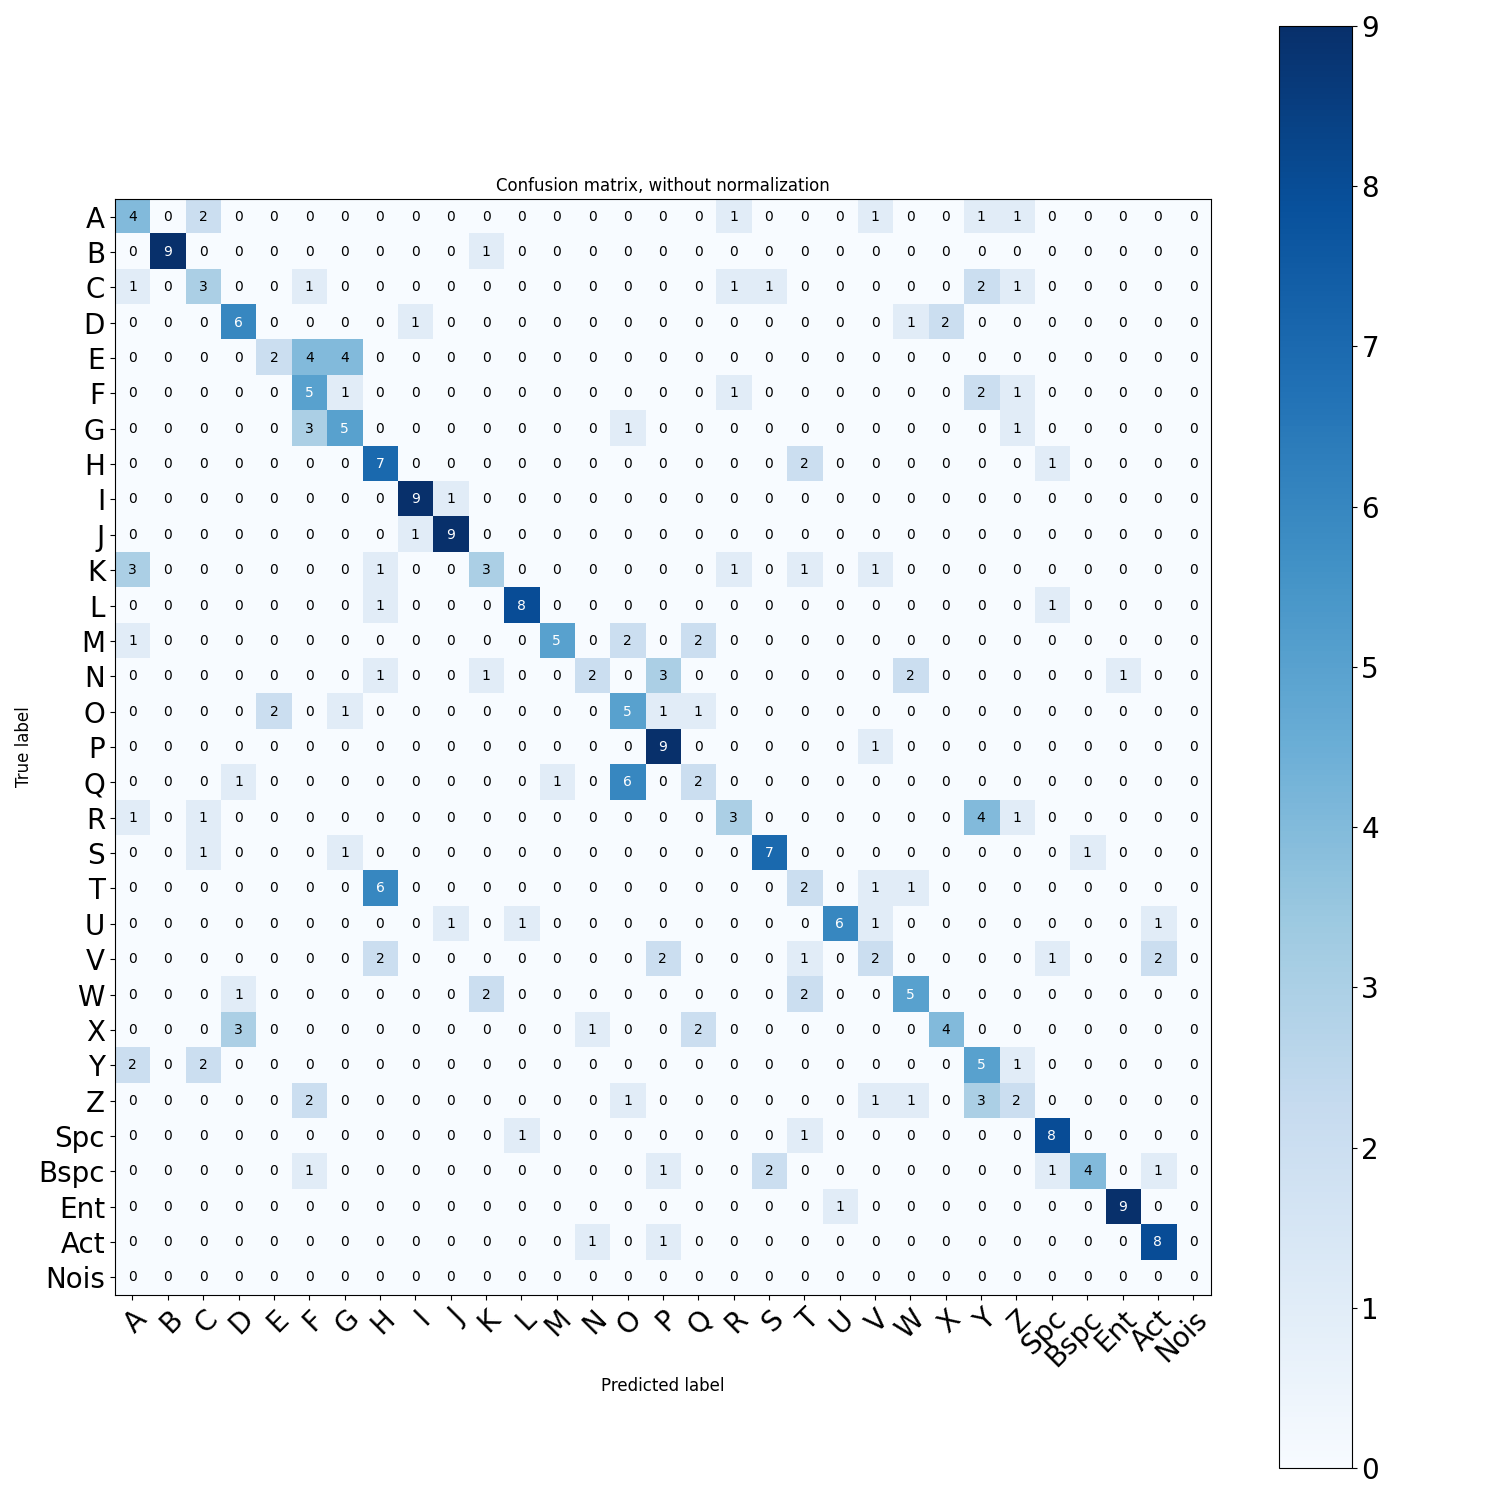 Confusion matrix, without normalization
A 4 0 2 0 0 0 0 0 0 0 0 0 0 0 0 0 0 1 0 0 0 1 0 0 1 1 0 0 0 0 0
B 0 9 0 0 0 0 0 0 0 0 1 0 0 0 0 0 0 0 0 0 0 0 0 0 0 0 0 0 0 0 0
C 1 0 3 0 0 1 0 0 0 0 0 0 0 0 0 0 0 1 1 0 0 0 0 0 2 1 0 0 0 0 0
D 0 0 0 6 0 0 0 0 1 0 0 0 0 0 0 0 0 0 0 0 0 0 1 2 0 0 0 0 0 0 0
E 0 0 0 0 2 4 4 0 0 0 0 0 0 0 0 0 0 0 0 0 0 0 0 0 0 0 0 0 0 0 0
F 0 0 0 0 0 5 1 0 0 0 0 0 0 0 0 0 0 1 0 0 0 0 0 0 2 1 0 0 0 0 0
G 0 0 0 0 0 3 5 0 0 0 0 0 0 0 1 0 0 0 0 0 0 0 0 0 0 1 0 0 0 0 0
H 0 0 0 0 0 0 0 7 0 0 0 0 0 0 0 0 0 0 0 2 0 0 0 0 0 0 1 0 0 0 0
I 0 0 0 0 0 0 0 0 9 1 0 0 0 0 0 0 0 0 0 0 0 0 0 0 0 0 0 0 0 0 0
J 0 0 0 0 0 0 0 0 1 9 0 0 0 0 0 0 0 0 0 0 0 0 0 0 0 0 0 0 0 0 0
K 3 0 0 0 0 0 0 1 0 0 3 0 0 0 0 0 0 1 0 1 0 1 0 0 0 0 0 0 0 0 0
L 0 0 0 0 0 0 0 1 0 0 0 8 0 0 0 0 0 0 0 0 0 0 0 0 0 0 1 0 0 0 0
M 1 0 0 0 0 0 0 0 0 0 0 0 5 0 2 0 2 0 0 0 0 0 0 0 0 0 0 0 0 0 0
N 0 0 0 0 0 0 0 1 0 0 1 0 0 2 0 3 0 0 0 0 0 0 2 0 0 0 0 0 1 0 0
O 0 0 0 0 2 0 1 0 0 0 0 0 0 0 5 1 1 0 0 0 0 0 0 0 0 0 0 0 0 0 0
P 0 0 0 0 0 0 0 0 0 0 0 0 0 0 0 9 0 0 0 0 0 1 0 0 0 0 0 0 0 0 0
Q 0 0 0 1 0 0 0 0 0 0 0 0 1 0 6 0 2 0 0 0 0 0 0 0 0 0 0 0 0 0 0
R 1 0 1 0 0 0 0 0 0 0 0 0 0 0 0 0 0 3 0 0 0 0 0 0 4 1 0 0 0 0 0
S 0 0 1 0 0 0 1 0 0 0 0 0 0 0 0 0 0 0 7 0 0 0 0 0 0 0 0 1 0 0 0
T 0 0 0 0 0 0 0 6 0 0 0 0 0 0 0 0 0 0 0 2 0 1 1 0 0 0 0 0 0 0 0
U 0 0 0 0 0 0 0 0 0 1 0 1 0 0 0 0 0 0 0 0 6 1 0 0 0 0 0 0 0 1 0
V 0 0 0 0 0 0 0 2 0 0 0 0 0 0 0 2 0 0 0 1 0 2 0 0 0 0 1 0 0 2 0
W 0 0 0 1 0 0 0 0 0 0 2 0 0 0 0 0 0 0 0 2 0 0 5 0 0 0 0 0 0 0 0
X 0 0 0 3 0 0 0 0 0 0 0 0 0 1 0 0 2 0 0 0 0 0 0 4 0 0 0 0 0 0 0
Y 2 0 2 0 0 0 0 0 0 0 0 0 0 0 0 0 0 0 0 0 0 0 0 0 5 1 0 0 0 0 0
Z 0 0 0 0 0 2 0 0 0 0 0 0 0 0 1 0 0 0 0 0 0 1 1 0 3 2 0 0 0 0 0
Spc 0 0 0 0 0 0 0 0 0 0 0 1 0 0 0 0 0 0 0 1 0 0 0 0 0 0 8 0 0 0 0
Bspc 0 0 0 0 0 1 0 0 0 0 0 0 0 0 0 1 0 0 2 0 0 0 0 0 0 0 1 4 0 1 0
Ent 0 0 0 0 0 0 0 0 0 0 0 0 0 0 0 0 0 0 0 0 1 0 0 0 0 0 0 0 9 0 0
Act 0 0 0 0 0 0 0 0 0 0 0 0 0 1 0 1 0 0 0 0 0 0 0 0 0 0 0 0 0 8 0
Nois 0 0 0 0 0 0 0 0 0 0 0 0 0 0 0 0 0 0 0 0 0 0 0 0 0 0 0 0 0 0 0
A B C D E F G H I J K L M N O P Q R S T U V W X Y Z Spc Bspc Ent Act Nois
Predicted label
True label
9
8
7
6
5
4
3
2
1
0